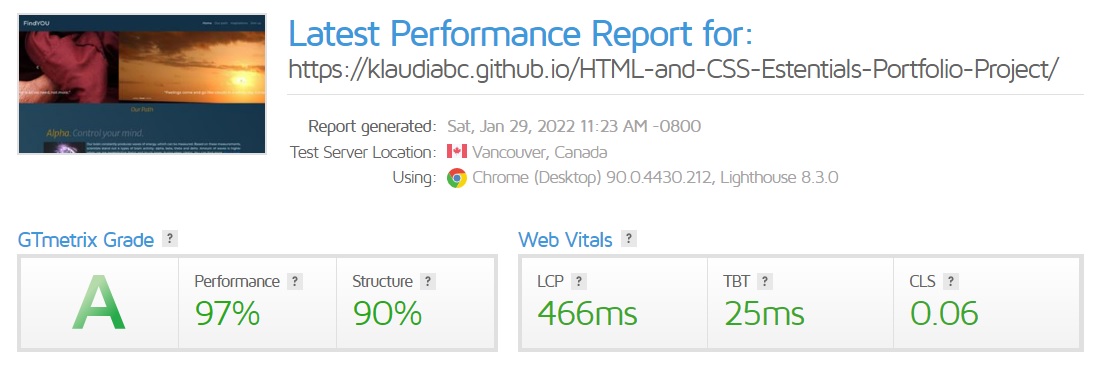 FindYOU
Latest Performance Report for:
https://klaudiabc.github.io/HTML-and-CSS-Estentials-Portfolio-Project/
Our Path
Alpha. Control your mind.
Report generated: Sat, Jan 29, 2022 11:23 AM -0800
Test Server Location: Vancouver, Canada
Using: Chrome (Desktop) 90.0.4430.212, Lighthouse 8.3.0
GTmetrix Grade ?
Web Vitals ?
A
Performance ?
97%
Structure ?
90%
LCP ?
466ms
TBT ?
25ms
CLS ?
0.06